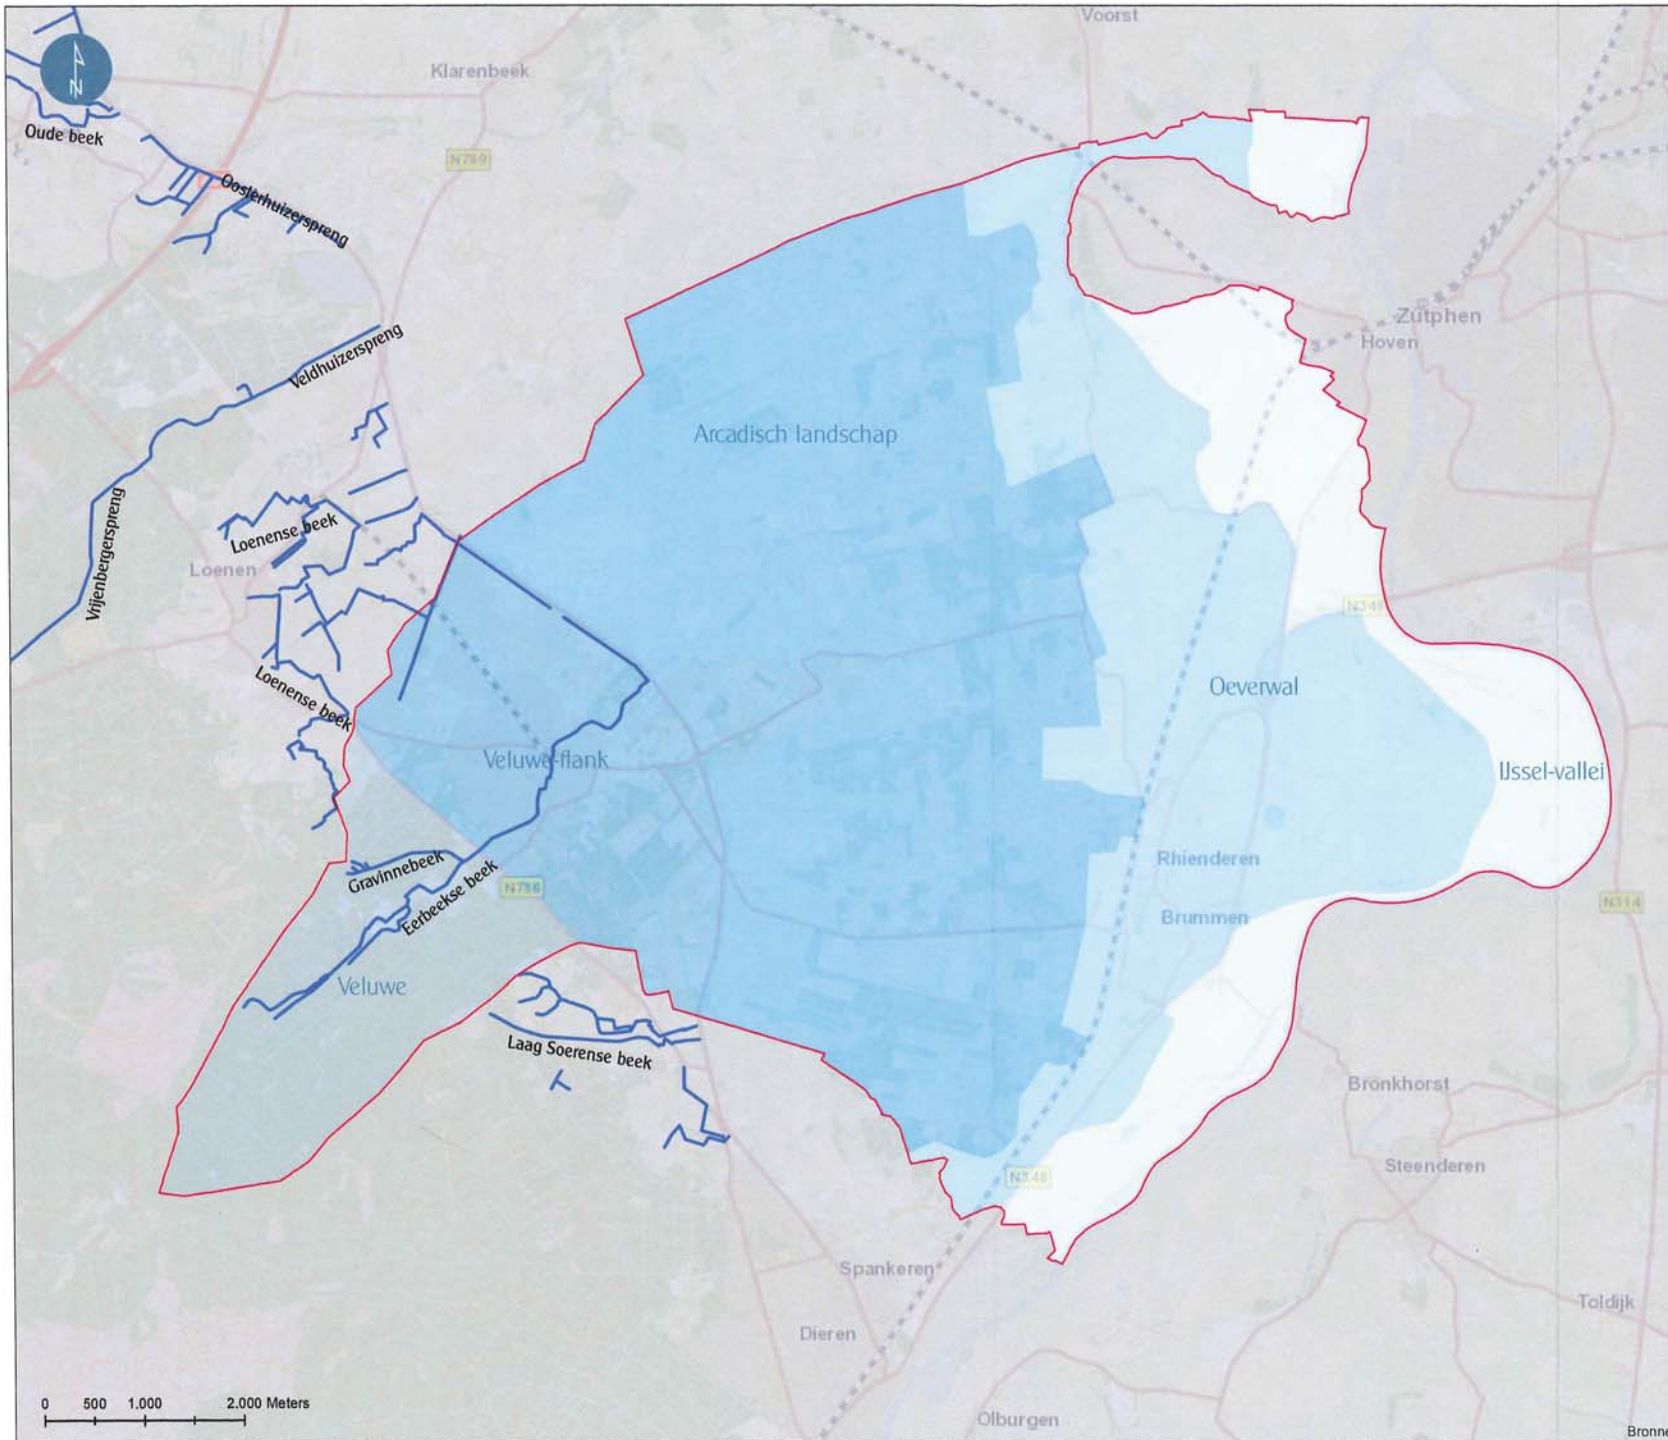 Voorst
Klarenbeek
Oude beek
N789
Oosterhuizerspreng
Zutphen
Hoven
Veldhuizerspreng
Arcadisch landschap
Vrijenbergerspreng
Loenense beek
Loenen
N348
Loenense beek
Oeverwal
Veluwe-flank
IJssel-vallei
Rhienderen
Gravinnebeek
Eerbeekse beek
N786
N314
Brummen
Veluwe
Laag Soerense beek
Bronkhorst
Steenderen
N348
Spankeren
Toldijk
Dieren
0 500 1.000 2.000 Meters
Olburgen
Bronne